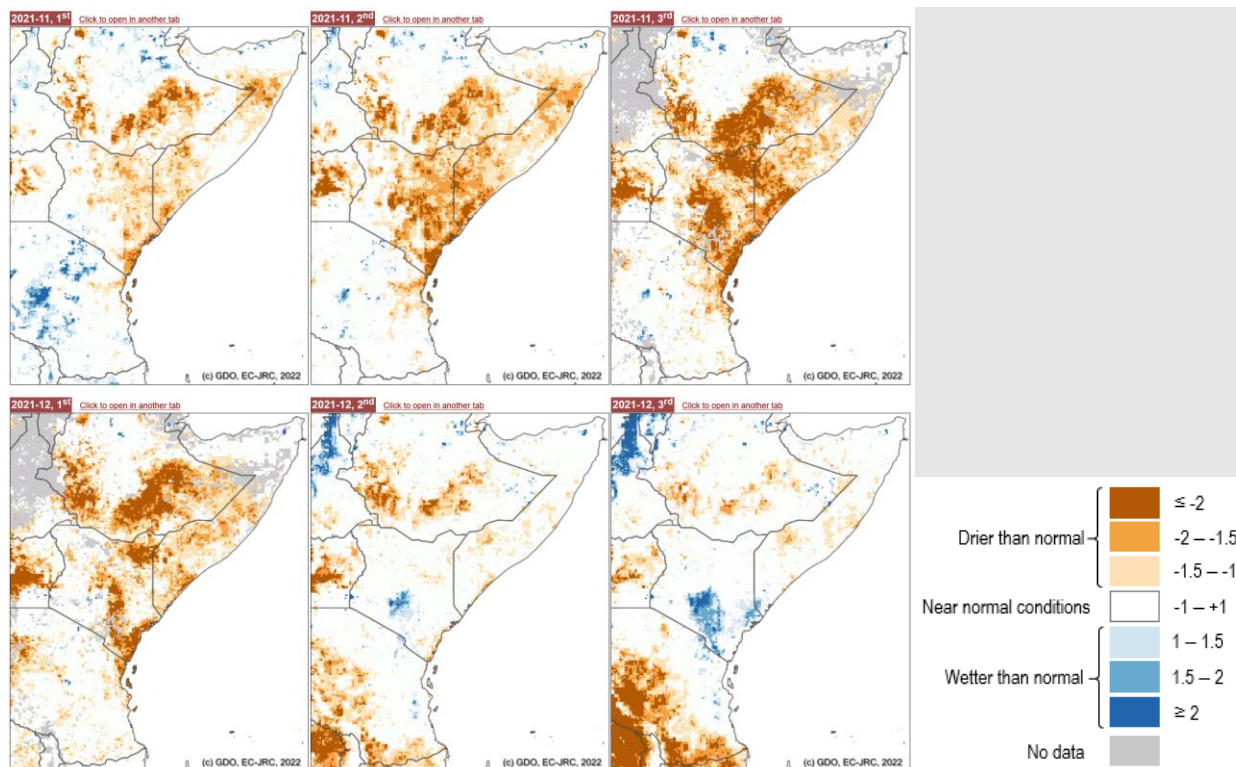 2021-11, 1st Click to open in another tab
2021-11, 2nd Click to open in another tab
2021-11, 3rd Click to open in another tab
(c) GDO, EC-JRC, 2022
(c) GDO, EC-JRC, 2022
(c) GDO, EC-JRC, 2022
2021-12, 1st Click to open in another tab
2021-12, 2nd Click to open in another tab
2021-12, 3rd Click to open in another tab
(c) GDO, EC-JRC, 2022
(c) GDO, EC-JRC, 2022
(c) GDO, EC-JRC, 2022
≤ -2
Drier than normal -2 – -1.5
-1.5 – -1
Near normal conditions -1 – +1
1 – 1.5
Wetter than normal 1.5 – 2
≥ 2
No data